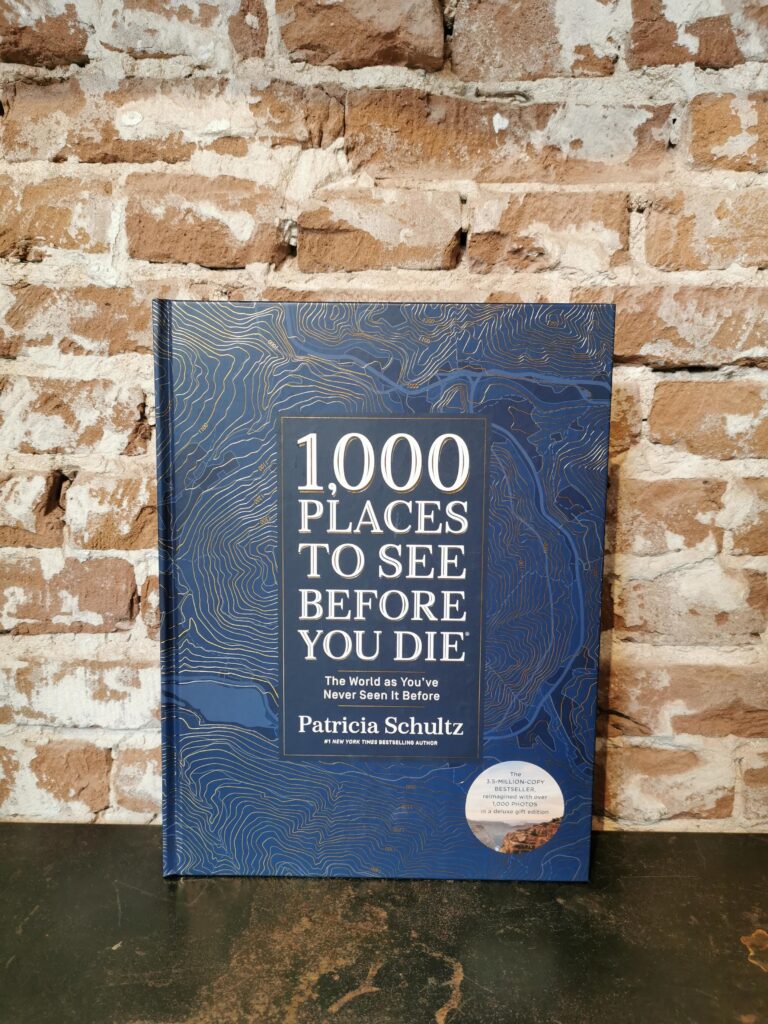 1,000
PLACES
TO SEE
BEFORE
YOU DIE®
The World as You've
Never Seen It Before
Patricia Schultz
#1 NEW YORK TIMES BESTSELLING AUTHOR
The
3.5-MILLION-COPY
BESTSELLER,
reimagined with over
1,000 PHOTOS
in a deluxe gift edition